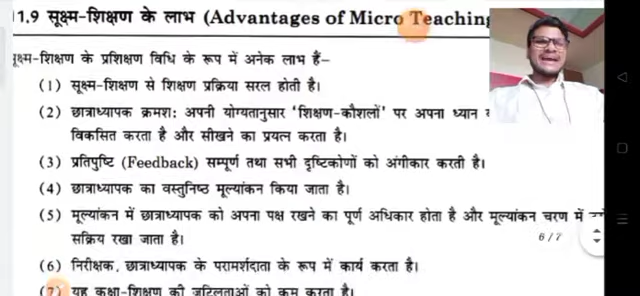 1.9 सूक्ष्म-शिक्षण के लाभ (Advantages of Micro Teaching
सूक्ष्म-शिक्षण के प्रशिक्षण विधि के रूप में अनेक लाभ हैं–
(1) सूक्ष्म-शिक्षण से शिक्षण प्रक्रिया सरल होती है।
(2) छात्राध्यापक क्रमश: अपनी योग्यतानुसार 'शिक्षण-कौशलों' पर अपना ध्यान
विकसित करता है और सीखने का प्रयत्न करता है।
(3) प्रतिपुष्टि (Feedback) सम्पूर्ण तथा सभी दृष्टिकोणों को अंगीकार करती है।
(4) छात्राध्यापक का वस्तुनिष्ठ मूल्यांकन किया जाता है।
(5) मूल्यांकन में छात्राध्यापक को अपना पक्ष रखने का पूर्ण अधिकार होता है और मूल्यांकन चरण में
सक्रिय रखा जाता है।
6/7
(6) निरीक्षक, छात्राध्यापक के परामर्शदाता के रूप में कार्य करता है।
(7) यह कक्षा-शिक्षण की जटिलताओं को कम करता है।